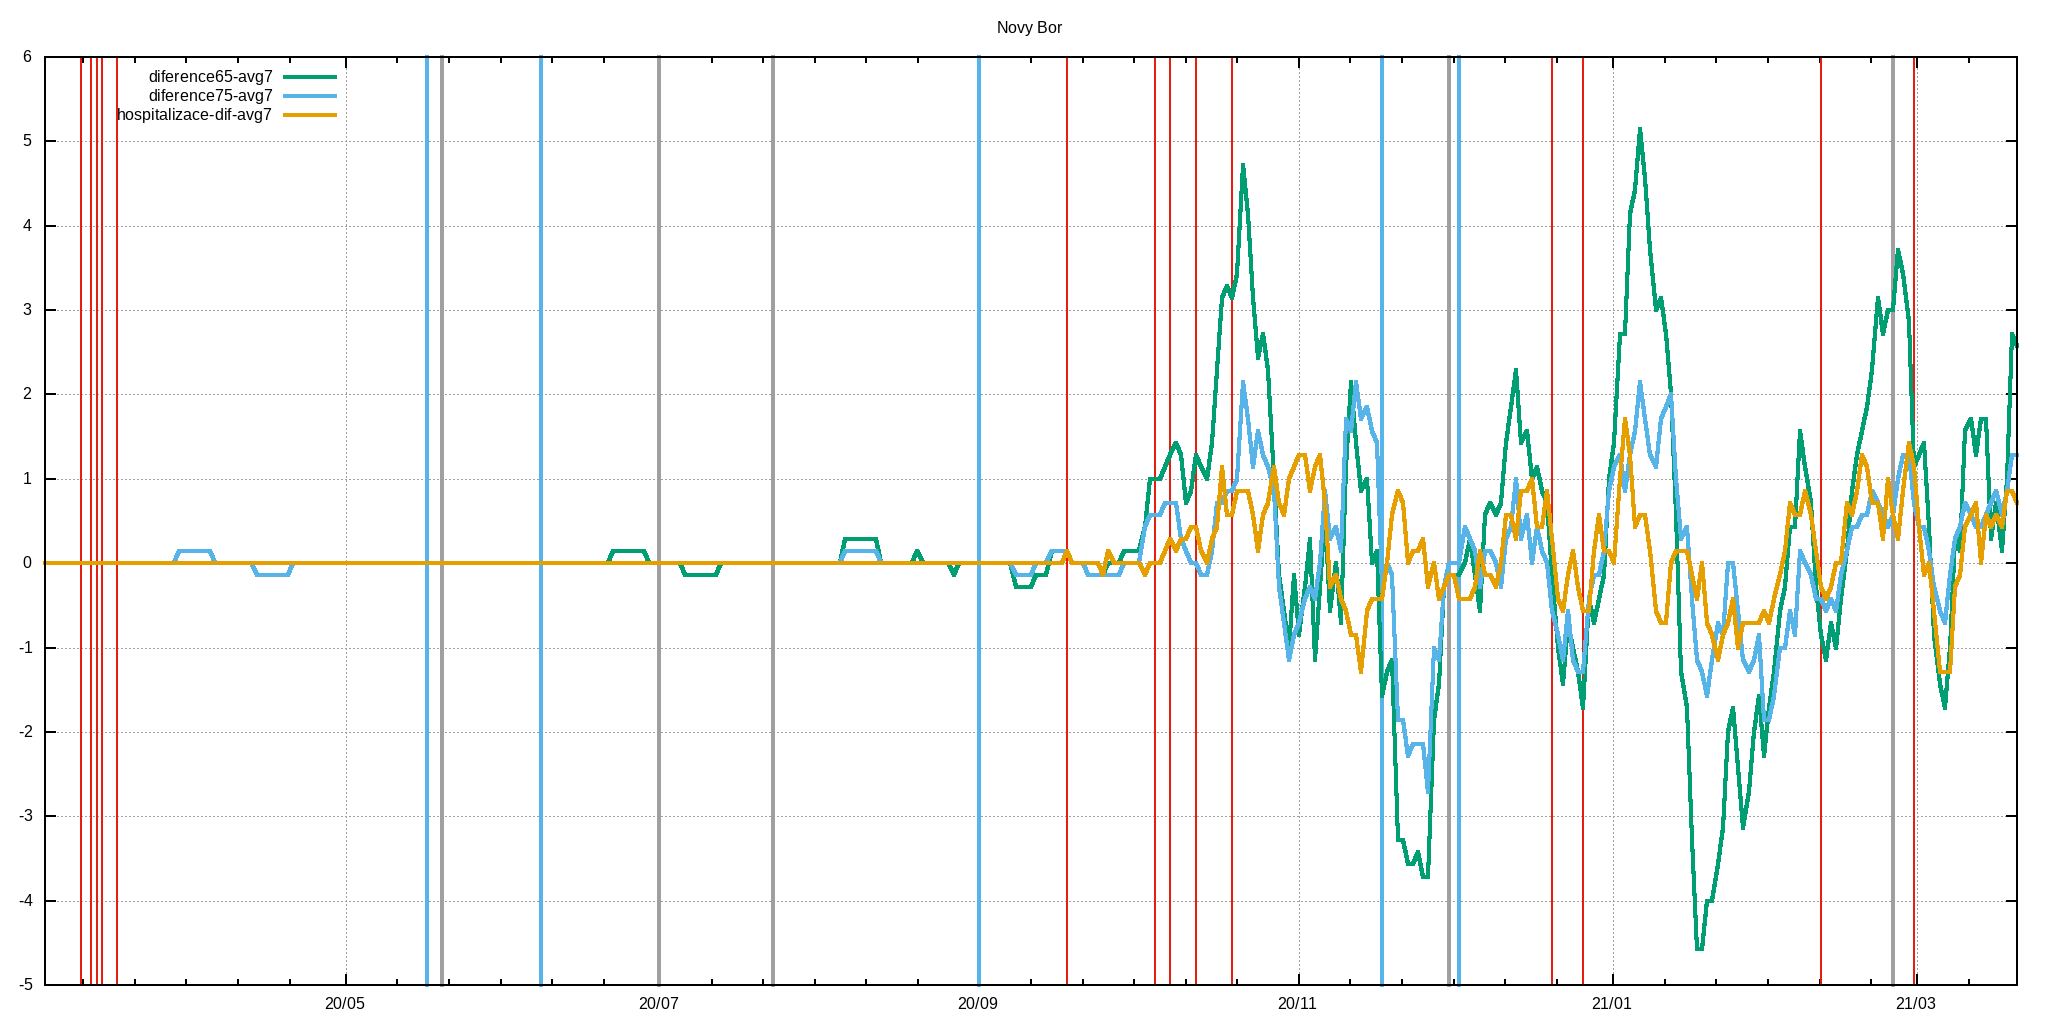 Novy Bor
diference65-avg7
diference75-avg7
hospitalizace-dif-avg7
6
5
4
3
2
1
0
-1
-2
-3
-4
-5
20/05 20/07 20/09 20/11 21/01 21/03